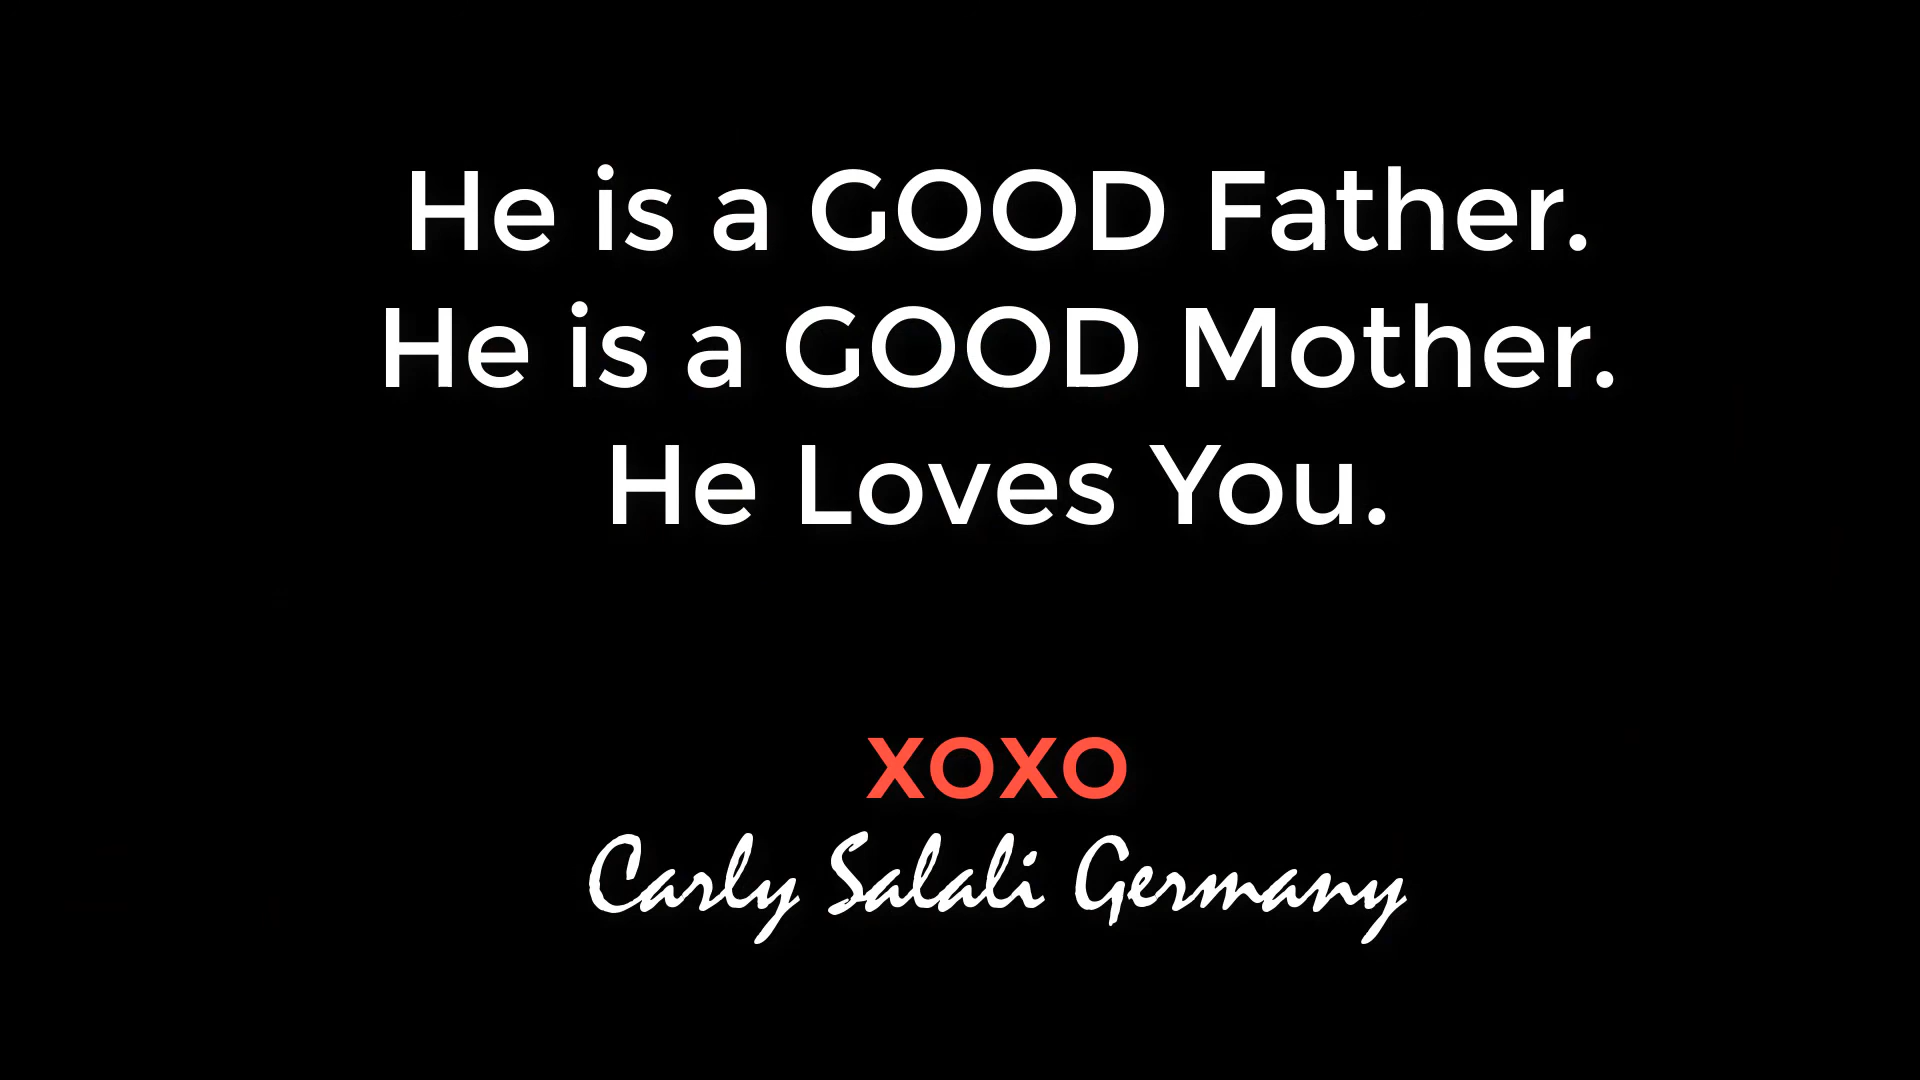 He is a GOOD Father.
He is a GOOD Mother.
He Loves You.
XOXO
Carly Salali Germany